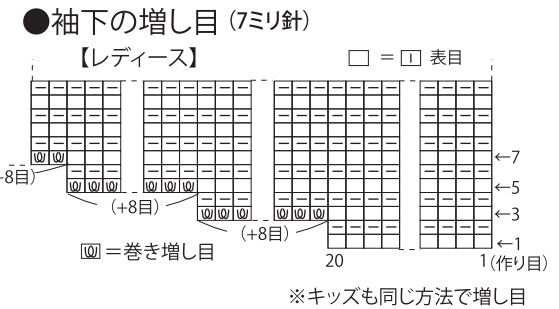 ●袖下の増し目（7ミリ針）
【レディース】
□ = ⊡ 表目
←7
+8目）
←5
（+8目）
←3
（+8目）
=巻き増し目
←1
20
1（作り目）
※キッズも同じ方法で増し目